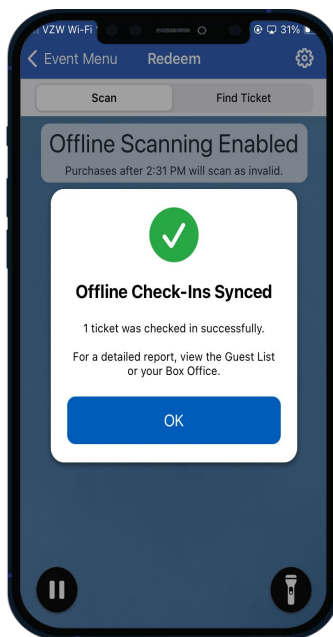 VZW Wi-Fi
31%
Event Menu Redeem
Scan Find Ticket
Offline Scanning Enabled
Purchases after 2:31 PM will scan as invalid.
Offline Check-Ins Synced
1 ticket was checked in successfully.
For a detailed report, view the Guest List
or your Box Office.
OK